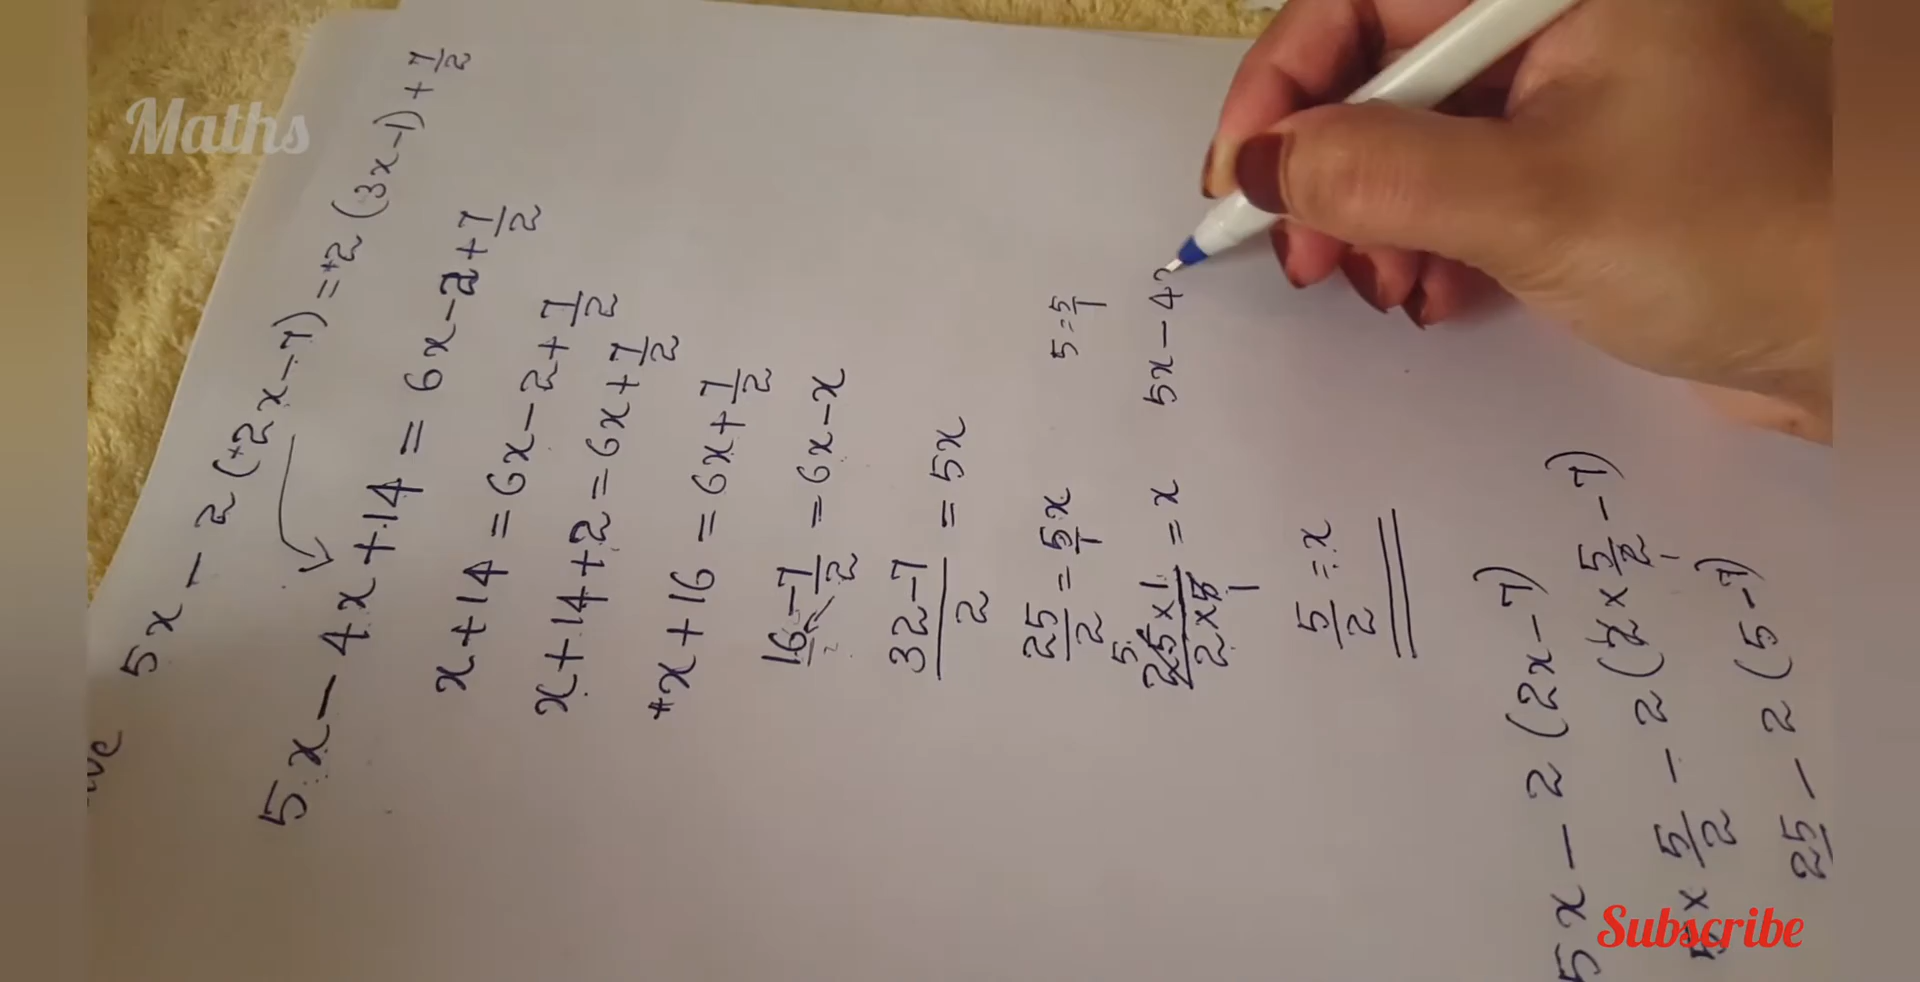 Maths
5x - 2(+2x - 7) = +2(3x - 1) + 7/2
5x - 4x + 14 = 6x - 2 + 7/2
x + 14 = 6x - 2 + 7/2
x + 14 + 2 = 6x + 7/2
+x + 16 = 6x + 7/2
16 - 7/2 = 6x - x
32 - 7/2 = 5x
25/2 = 5x/1
5 = 5/1
25 x 1/2 x 5 = x
5
1
5x - 4
5/2 = x
5x - 2(2x - 7)
x 5/2 - 2(2 x 5/2 - 7)
25 - 2(5 - 7)
Subscribe